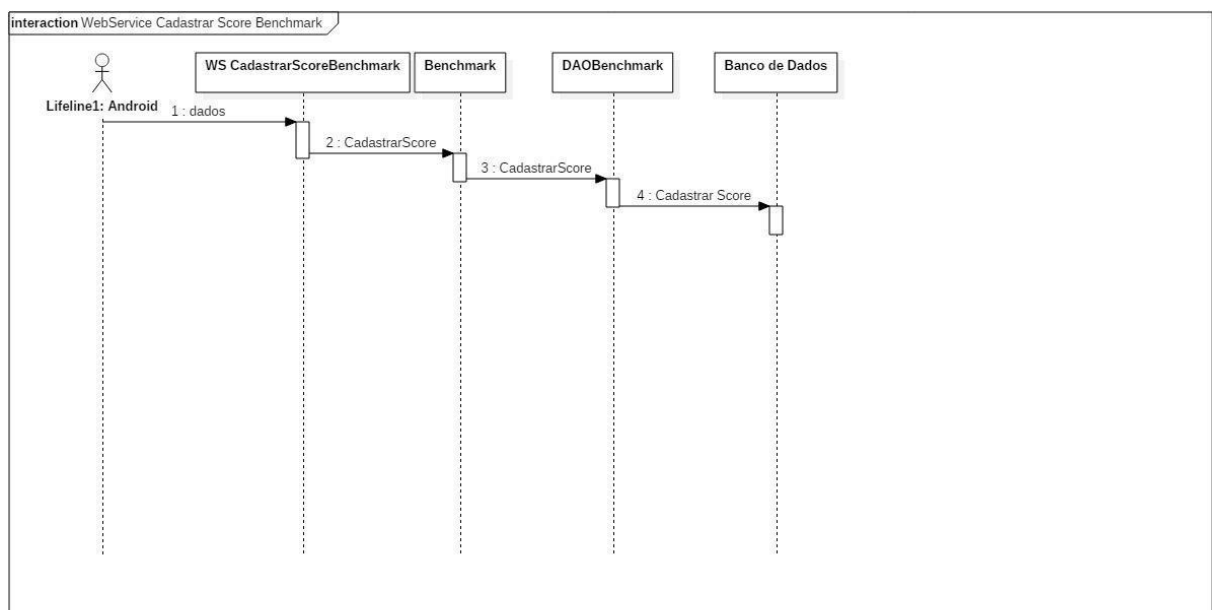 interaction WebService Cadastrar Score Benchmark
WS CadastrarScoreBenchmark
Benchmark
DAOBenchmark
Banco de Dados
Lifeline1: Android
1 : dados
2 : CadastrarScore
3 : CadastrarScore
4 : Cadastrar Score